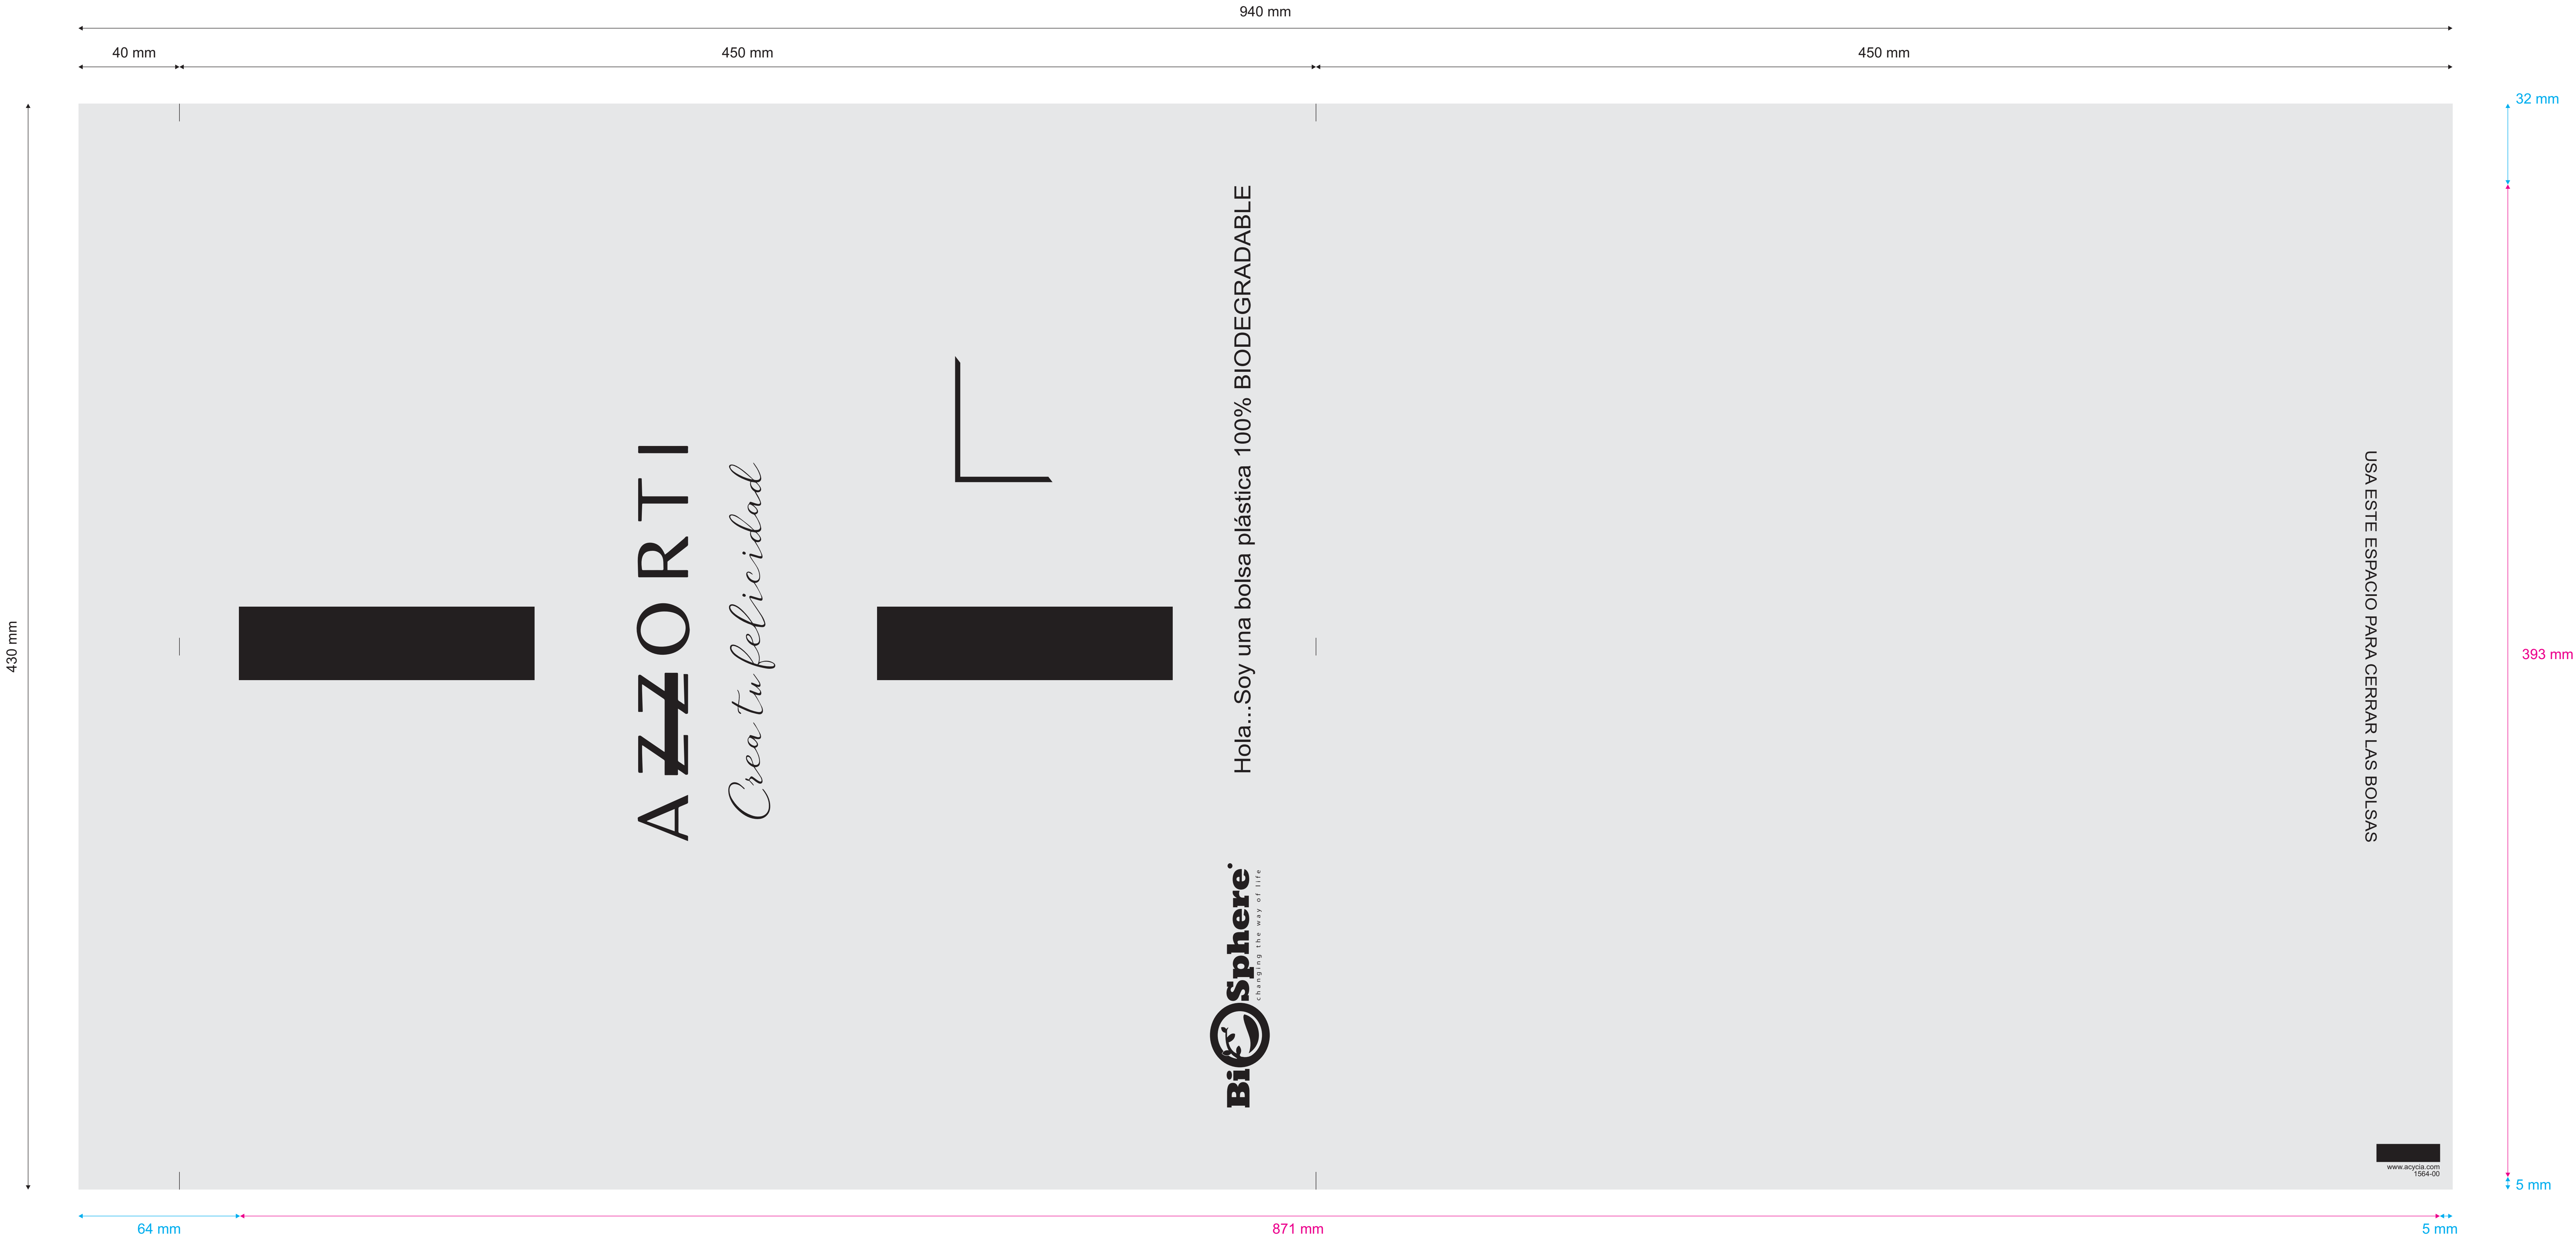 940 mm
40 mm
450 mm
450 mm
32 mm
430 mm
AZZORTI
Crea tu felicidad
L
Hola...Soy una bolsa plástica 100% BIODEGRADABLE
BiOSphere
changing the way of life
USA ESTE ESPACIO PARA CERRAR LAS BOLSAS
393 mm
www.acycia.com
1564-00
5 mm
64 mm
871 mm
5 mm